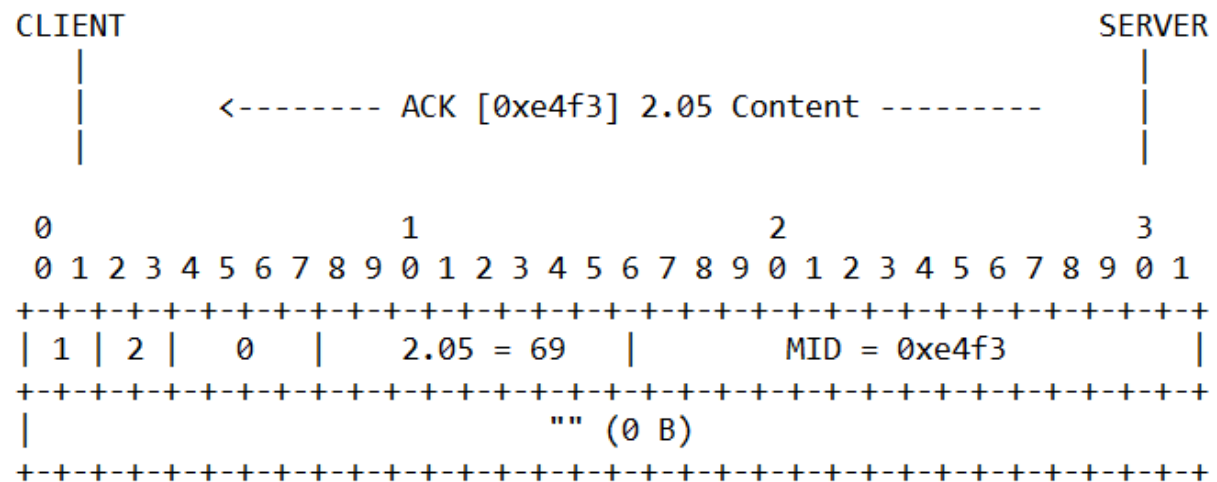 CLIENT                                                     SERVER
   |                                                          |
   |       <-------- ACK [0xe4f3] 2.05 Content ---------      |
   |                                                          |
 0                   1                   2                   3
 0 1 2 3 4 5 6 7 8 9 0 1 2 3 4 5 6 7 8 9 0 1 2 3 4 5 6 7 8 9 0 1
+-+-+-+-+-+-+-+-+-+-+-+-+-+-+-+-+-+-+-+-+-+-+-+-+-+-+-+-+-+-+-+-+
| 1 | 2 |   0   |    2.05 = 69   |        MID = 0xe4f3          |
+-+-+-+-+-+-+-+-+-+-+-+-+-+-+-+-+-+-+-+-+-+-+-+-+-+-+-+-+-+-+-+-+
|                            "" (0 B)
+-+-+-+-+-+-+-+-+-+-+-+-+-+-+-+-+-+-+-+-+-+-+-+-+-+-+-+-+-+-+-+-+